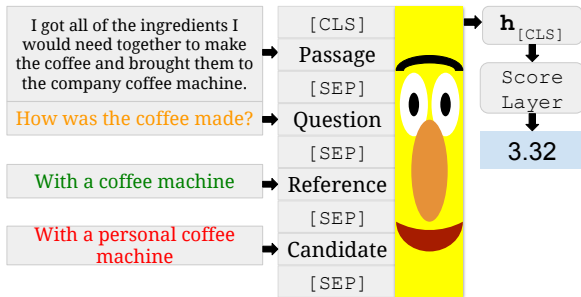 I got all of the ingredients I
would need together to make
the coffee and brought them to
the company coffee machine.
How was the coffee made?
With a coffee machine
With a personal coffee
machine
[CLS]
Passage
[SEP]
Question
[SEP]
Reference
[SEP]
Candidate
[SEP]
h[CLS]
Score
Layer
3.32